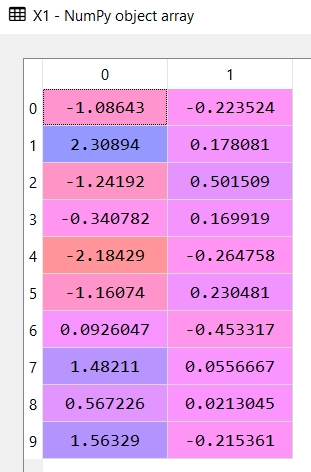 X1 - NumPy object array
0 1
0 -1.08643 -0.223524
1 2.30894 0.178081
2 -1.24192 0.501509
3 -0.340782 0.169919
4 -2.18429 -0.264758
5 -1.16074 0.230481
6 0.0926047 -0.453317
7 1.48211 0.0556667
8 0.567226 0.0213045
9 1.56329 -0.215361